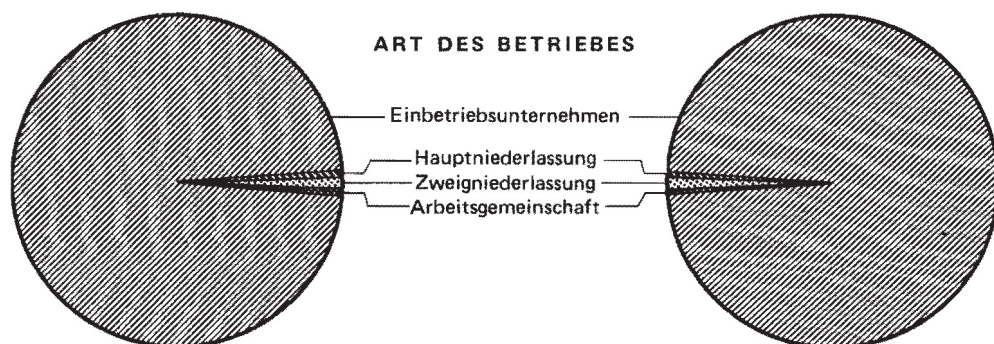 ART DES BETRIEBES
Einbetriebsunternehmen
Hauptniederlassung
Zweigniederlassung
Arbeitsgemeinschaft